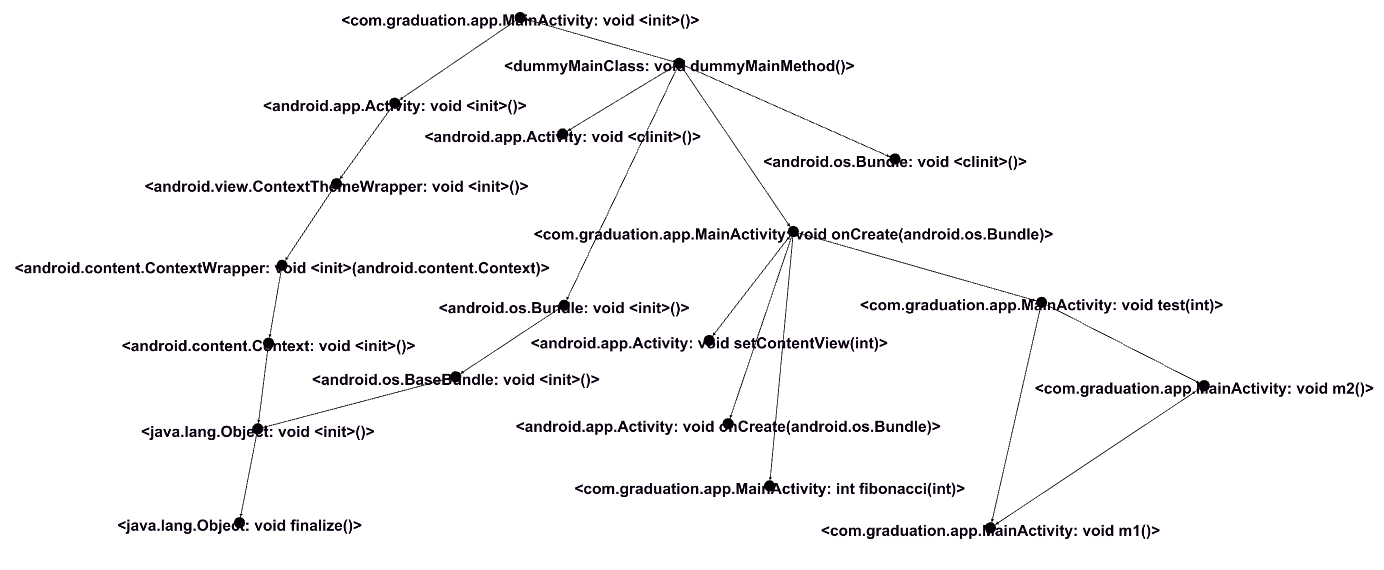 <com.graduation.app.MainActivity: void <init>()>
<dummyMainClass: void dummyMainMethod()>
<android.app.Activity: void <init>()>
<android.app.Activity: void <clinit>()>
<android.os.Bundle: void <clinit>()>
<android.view.ContextThemeWrapper: void <init>()>
<com.graduation.app.MainActivity: void onCreate(android.os.Bundle)>
<android.content.ContextWrapper: void <init>(android.content.Context)>
<com.graduation.app.MainActivity: void test(int)>
<android.os.Bundle: void <init>()>
<android.app.Activity: void setContentView(int)>
<android.content.Context: void <init>()>
<android.os.BaseBundle: void <init>()>
<com.graduation.app.MainActivity: void m2()>
<android.app.Activity: void onCreate(android.os.Bundle)>
<java.lang.Object: void <init>()>
<com.graduation.app.MainActivity: int fibonacci(int)>
<java.lang.Object: void finalize()>
<com.graduation.app.MainActivity: void m1()>